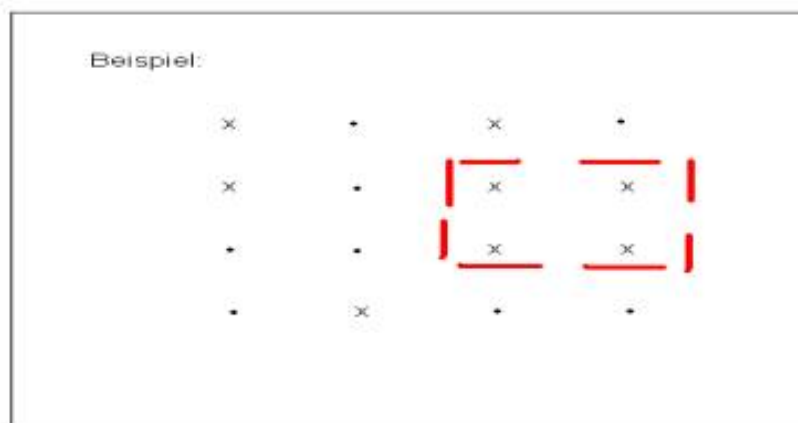 Beispiel:
x . x .
x . x x
. . x x
. x . .